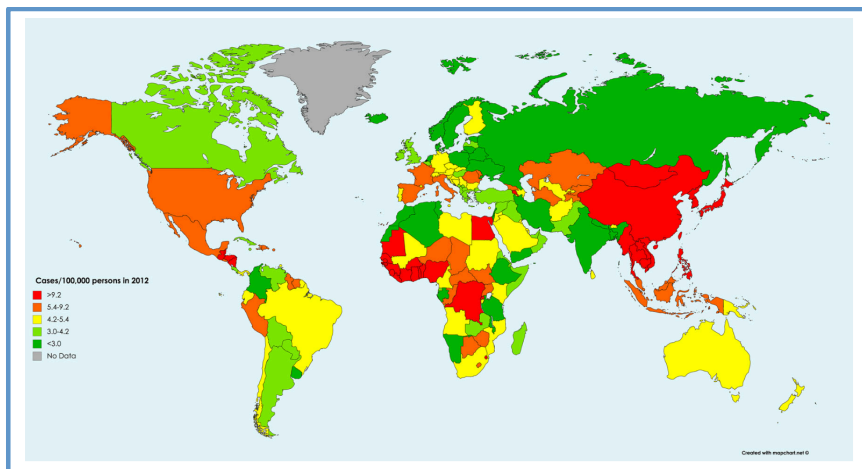 Cases/100,000 persons in 2012
>9.2
5.4-9.2
4.2-5.4
3.0-4.2
<3.0
No Data
Created with mapchart.net ©